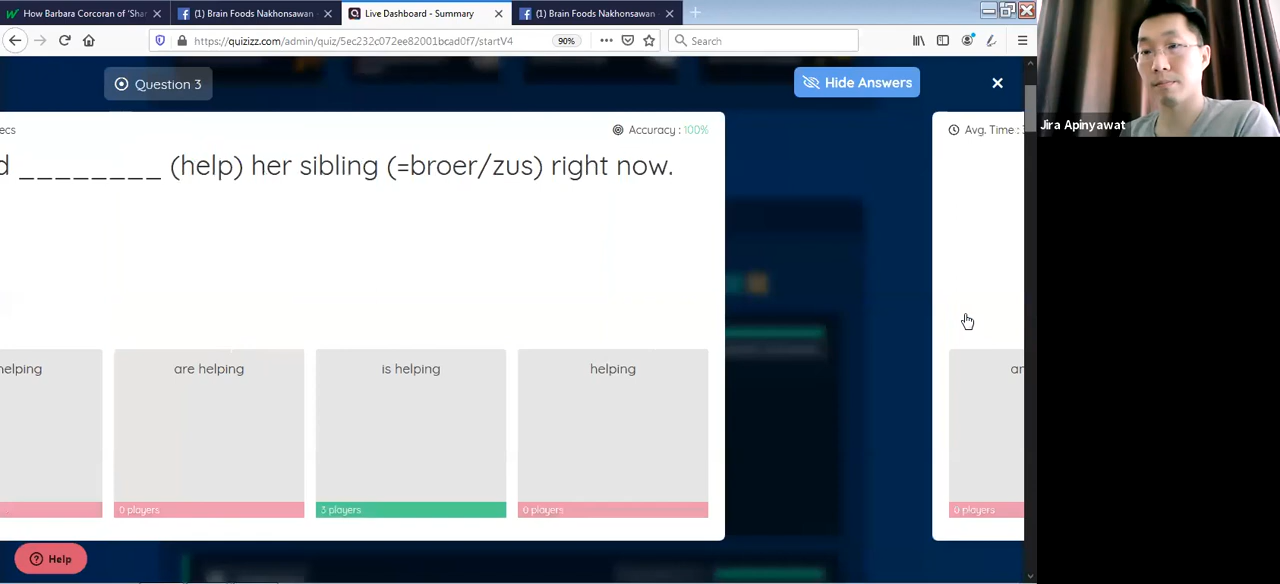 How Barbara Corcoran of 'Sha
(1) Brain Foods Nakhonsawan
Live Dashboard - Summary
(1) Brain Foods Nakhonsawan
https://quizizz.com/admin/quiz/5ec232c072ee82001bcad0f7/startV4
90%
Search
Jira Apinyawat
Question 3
Hide Answers
ecs
Accuracy : 100%
Avg. Time :
d ________ (help) her sibling (=broer/zus) right now.
helping
are helping
is helping
helping
an
0 players
3 players
0 players
0 players
Help